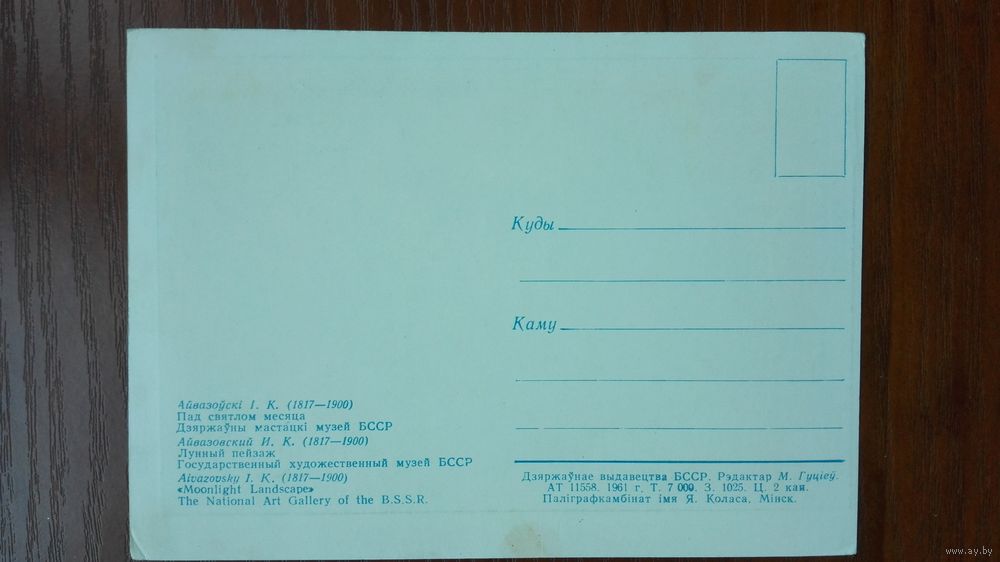 Куды
Каму
Айвазоўскі І. К. (1817—1900)
Пад святлом месяца
Дзяржаўны мастацкі музей БССР
Айвазовский И. К. (1817—1900)
Лунный пейзаж
Государственный художественный музей БССР
Aivazovsky I. K. (1817—1900)
«Moonlight Landscape»
The National Art Gallery of the B.S.S.R.
Дзяржаўнае выдавецтва БССР. Рэдактар М. Гуціеў.
АТ 11558. 1961 г. Т. 7 000. З. 1025. Ц. 2 кап.
Паліграфкамбінат імя Я. Коласа, Мінск.
www.ay.by